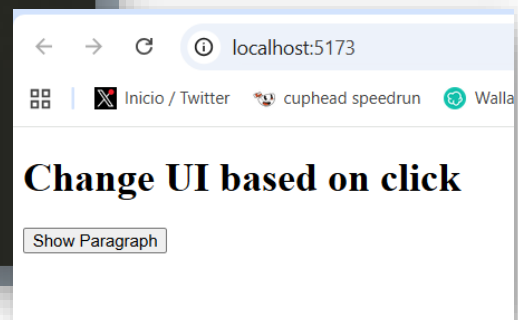 localhost:5173
Inicio / Twitter cuphead speedrun Walla
Change UI based on click
Show Paragraph